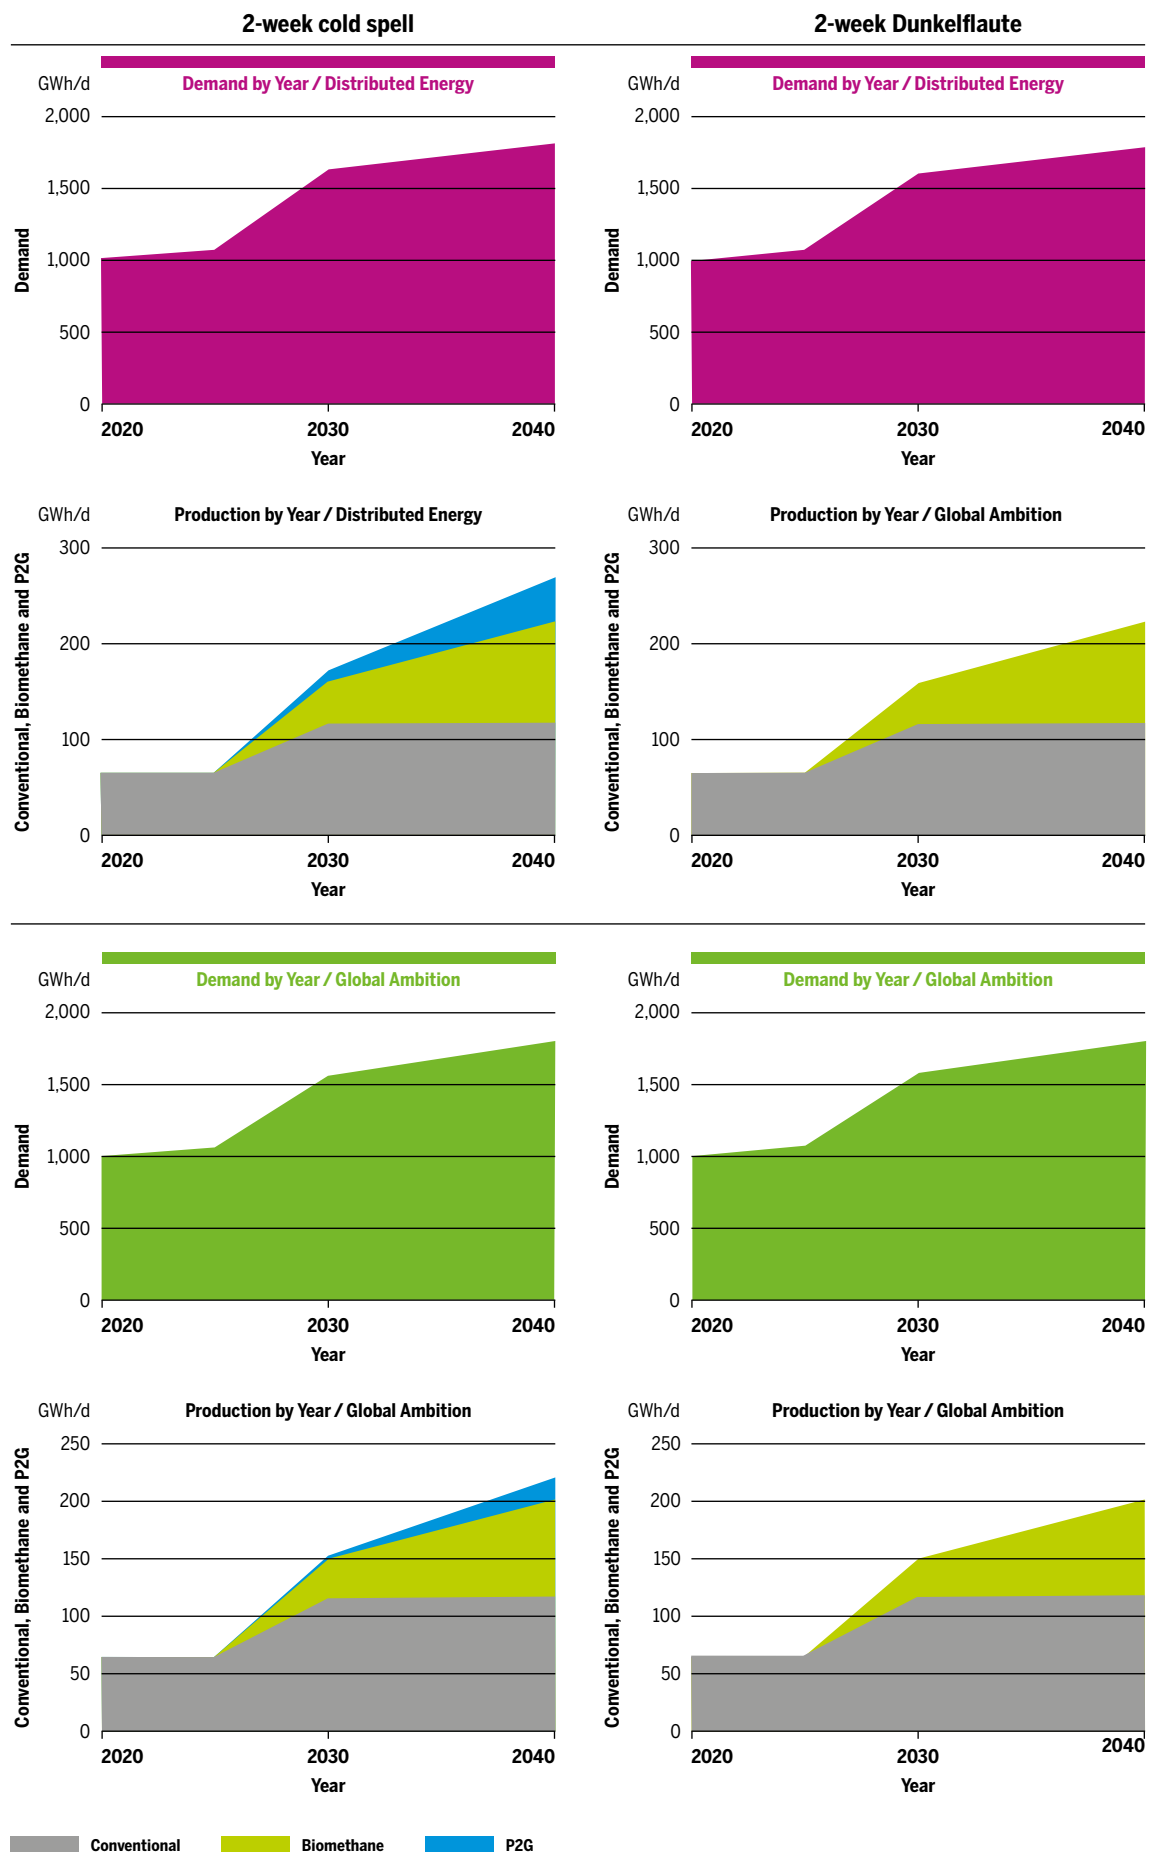 2-week cold spell
2-week Dunkelflaute
GWh/d
Demand by Year / Distributed Energy
2,000
1,500
1,000
500
0
Demand
2020
2030
2040
Year
GWh/d
Demand by Year / Distributed Energy
2,000
1,500
1,000
500
0
Demand
2020
2030
2040
Year
GWh/d
Production by Year / Distributed Energy
300
200
100
0
Conventional, Biomethane and P2G
2020
2030
2040
Year
GWh/d
Production by Year / Global Ambition
300
200
100
0
Conventional, Biomethane and P2G
2020
2030
2040
Year
GWh/d
Demand by Year / Global Ambition
2,000
1,500
1,000
500
0
Demand
2020
2030
2040
Year
GWh/d
Demand by Year / Global Ambition
2,000
1,500
1,000
500
0
Demand
2020
2030
2040
Year
GWh/d
Production by Year / Global Ambition
250
200
150
100
50
0
Conventional, Biomethane and P2G
2020
2030
2040
Year
GWh/d
Production by Year / Global Ambition
250
200
150
100
50
0
Conventional, Biomethane and P2G
2020
2030
2040
Year
Conventional
Biomethane
P2G